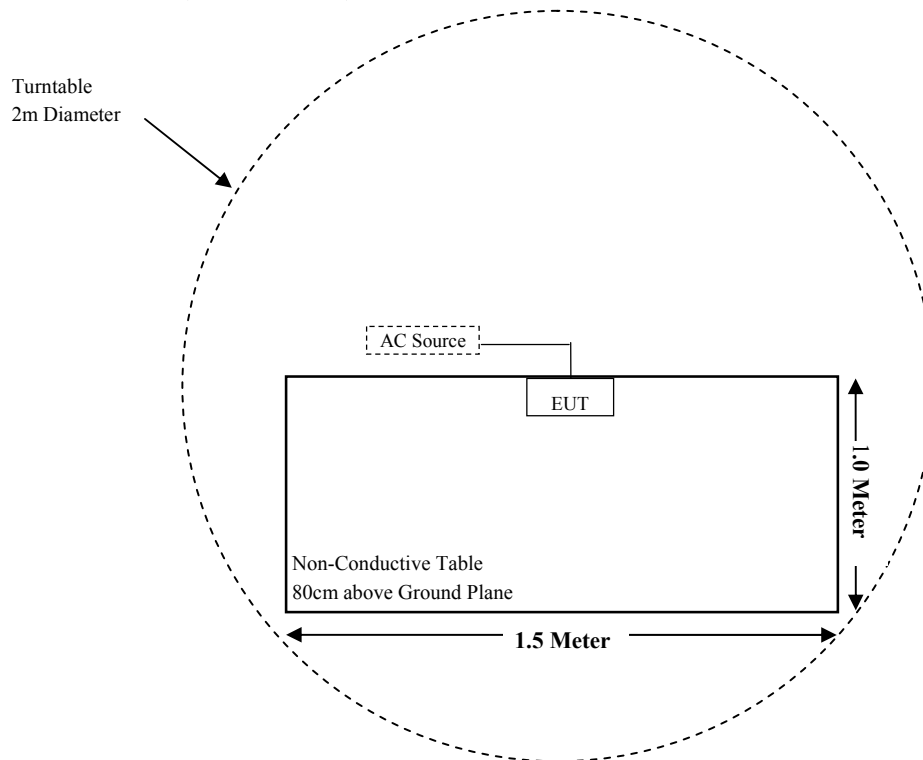 Turntable
2m Diameter
AC Source
EUT
1.0 Meter
Non-Conductive Table
80cm above Ground Plane
1.5 Meter